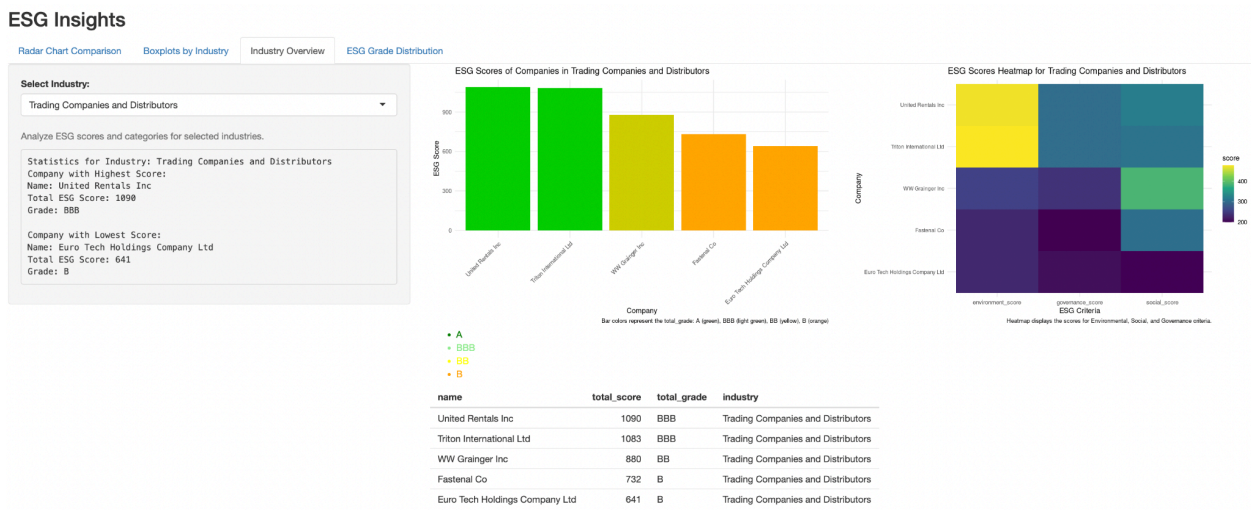 ESG Insights
Radar Chart Comparison
Boxplots by Industry
Industry Overview
ESG Grade Distribution
Select Industry:
Trading Companies and Distributors
Analyze ESG scores and categories for selected industries.
Statistics for Industry: Trading Companies and Distributors
Company with Highest Score:
Name: United Rentals Inc
Total ESG Score: 1090
Grade: BBB
Company with Lowest Score:
Name: Euro Tech Holdings Company Ltd
Total ESG Score: 641
Grade: B
ESG Scores of Companies in Trading Companies and Distributors
ESG Score
900
600
300
0
United Rentals Inc
Triton International Ltd
WW Grainger Inc
Fastenal Co
Euro Tech Holdings Company Ltd
Company
Bar colors represent the total_grade: A (green), BBB (light green), BB (yellow), B (orange)
A
BBB
BB
B
ESG Scores Heatmap for Trading Companies and Distributors
Company
United Rentals Inc
Triton International Ltd
WW Grainger Inc
Fastenal Co
Euro Tech Holdings Company Ltd
environment_score governance_score social_score
ESG Criteria
Heatmap displays the scores for Environmental, Social, and Governance criteria.
score
400
300
200
name total_score total_grade industry
United Rentals Inc 1090 BBB Trading Companies and Distributors
Triton International Ltd 1083 BBB Trading Companies and Distributors
WW Grainger Inc 880 BB Trading Companies and Distributors
Fastenal Co 732 B Trading Companies and Distributors
Euro Tech Holdings Company Ltd 641 B Trading Companies and Distributors